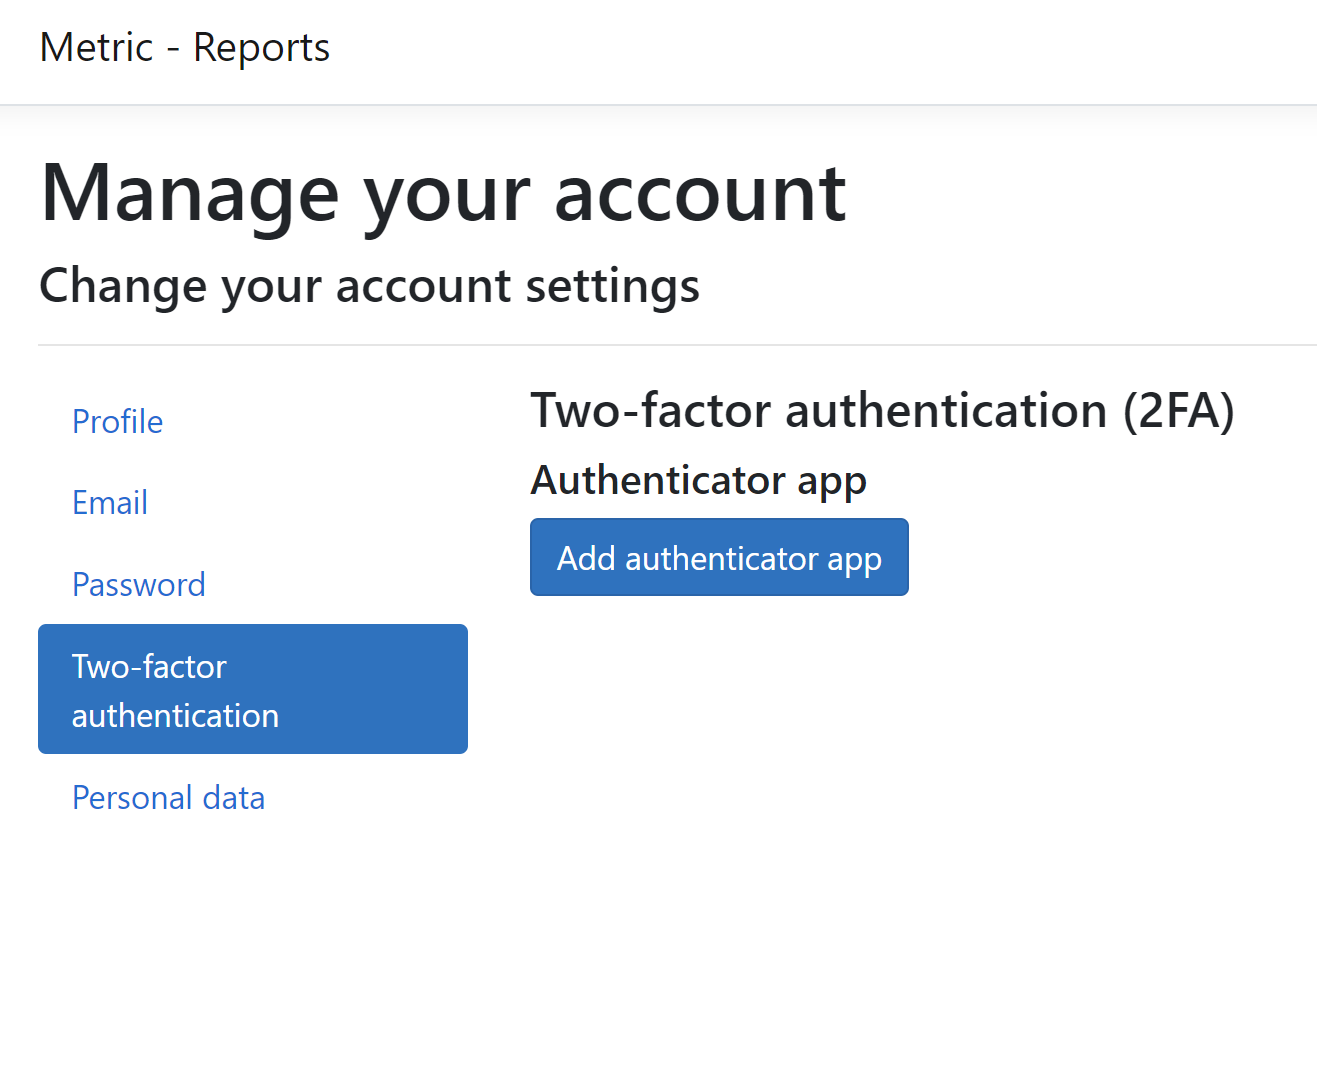 Metric - Reports
Manage your account
Change your account settings
Profile
Email
Password
Two-factor
authentication
Personal data
Two-factor authentication (2FA)
Authenticator app
Add authenticator app